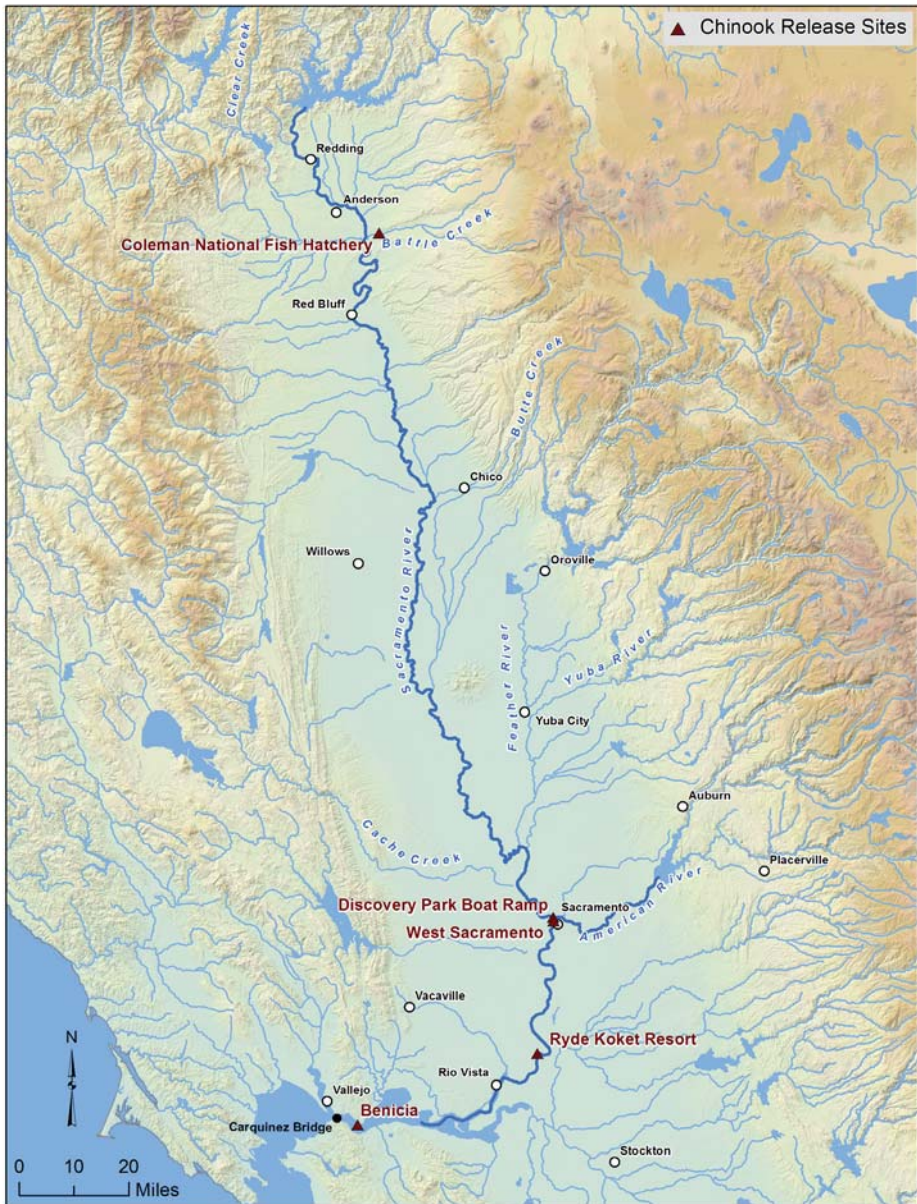 Chinook Release Sites
Clear Creek
Redding
Anderson
Coleman National Fish Hatchery
Battle Creek
Red Bluff
Butte Creek
Chico
Willows
Oroville
Sacramento River
Feather River
Yuba River
Yuba City
Auburn
Cache Creek
Placerville
Discovery Park Boat Ramp
Sacramento
West Sacramento
American River
Vacaville
N
Ryde Koket Resort
Rio Vista
Vallejo
Benicia
Carquinez Bridge
Stockton
0 10 20
Miles